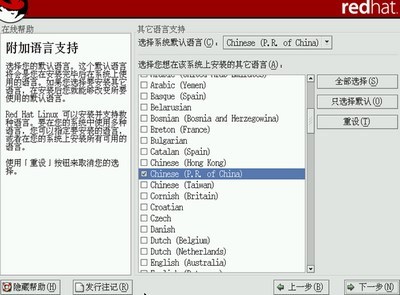 redhat.
在线帮助
附加语言支持
选择您的默认语言，这个默认语言
将会是您在安装完毕后在系统上使
用的语言。如果您选择要安装其它
语言，在安装后您就能够改变所要
使用的默认语言。
Red Hat Linux 可以安装并支持数
种语言。要在您的系统中使用多种
语言，您可以指定要安装的语言，
或者在您的系统上安装所有可用的
语言。
使用「重设」按钮来取消您的选
择。
其它语言支持
选择系统默认语言(C)： Chinese (P.R. of China)
选择您想在该系统上安装的其它语言(A)：
Arabic (United Arab Emirates)
Arabic (Yemen)
Basque (Spain)
Belarusian
Bosnian (Bosnia and Herzegowina)
Breton (France)
Bulgarian
Catalan (Spain)
Chinese (Hong Kong)
Chinese (P.R. of China)
Chinese (Taiwan)
Cornish (Britain)
Croatian
Czech
Danish
Dutch (Belgium)
Dutch (Netherlands)
English (Australia)
全部选择(S)
只选择默认(O)
重设(T)
隐藏帮助(H)
发行注记(R)
上一步(B)
下一步(N)